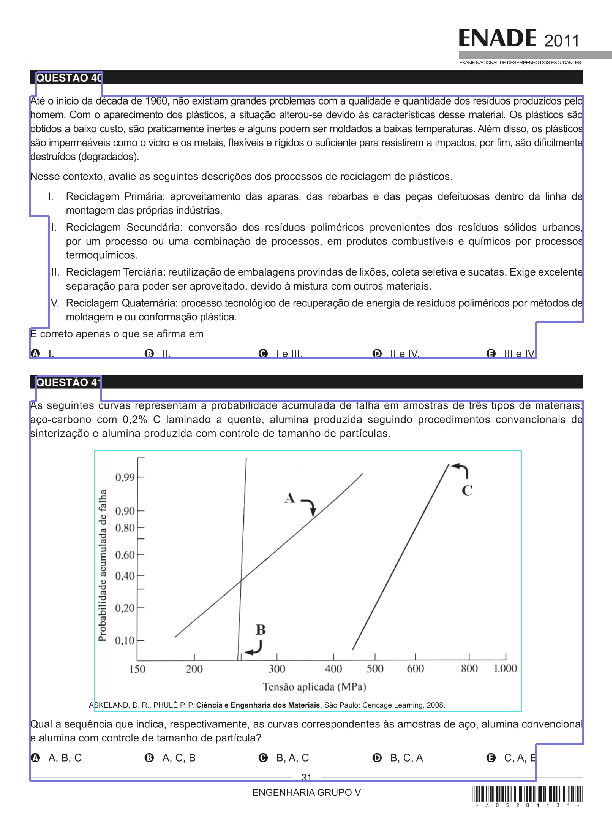 ENADE 2011
EXAME NACIONAL DE DESEMPENHO DOS ESTUDANTES
QUESTÃO 40
Até o início da década de 1960, não existiam grandes problemas com a qualidade e quantidade dos resíduos produzidos pelo
homem. Com o aparecimento dos plásticos, a situação alterou-se devido às características desse material. Os plásticos são
obtidos a baixo custo, são praticamente inertes e alguns podem ser moldados a baixas temperaturas. Além disso, os plásticos
são impermeáveis como o vidro e os metais, flexíveis e rígidos o suficiente para resistirem a impactos, por fim, são dificilmente
destruídos (degradados).
Nesse contexto, avalie as seguintes descrições dos processos de reciclagem de plásticos.
I. Reciclagem Primária: aproveitamento das aparas, das rebarbas e das peças defeituosas dentro da linha de
montagem das próprias indústrias.
II. Reciclagem Secundária: conversão dos resíduos poliméricos provenientes dos resíduos sólidos urbanos,
por um processo ou uma combinação de processos, em produtos combustíveis e químicos por processos
termoquímicos.
III. Reciclagem Terciária: reutilização de embalagens provindas de lixões, coleta seletiva e sucatas. Exige excelente
separação para poder ser aproveitado, devido à mistura com outros materiais.
IV. Reciclagem Quaternária: processo tecnológico de recuperação de energia de resíduos poliméricos por métodos de
moldagem e ou conformação plástica.
É correto apenas o que se afirma em
A I. B II. C I e III. D II e IV. E III e IV.
QUESTÃO 41
As seguintes curvas representam a probabilidade acumulada de falha em amostras de três tipos de materiais:
aço-carbono com 0,2% C laminado a quente, alumina produzida seguindo procedimentos convencionais de
sinterização e alumina produzida com controle de tamanho de partículas.
Probabilidade acumulada de falha
0,99
0,90
0,80
0,60
0,40
0,20
0,10
A
B
C
150 200 300 400 500 600 800 1.000
Tensão aplicada (MPa)
ASKELAND, D. R.; PHULÉ P. P. Ciência e Engenharia dos Materiais. São Paulo: Cencage Learning, 2008.
Qual a sequência que indica, respectivamente, as curvas correspondentes às amostras de aço, alumina convencional
e alumina com controle de tamanho de partícula?
A A, B, C B A, C, B C B, A, C D B, C, A E C, A, B
31
ENGENHARIA GRUPO V
* A 0 5 2 0 1 1 3 1 *